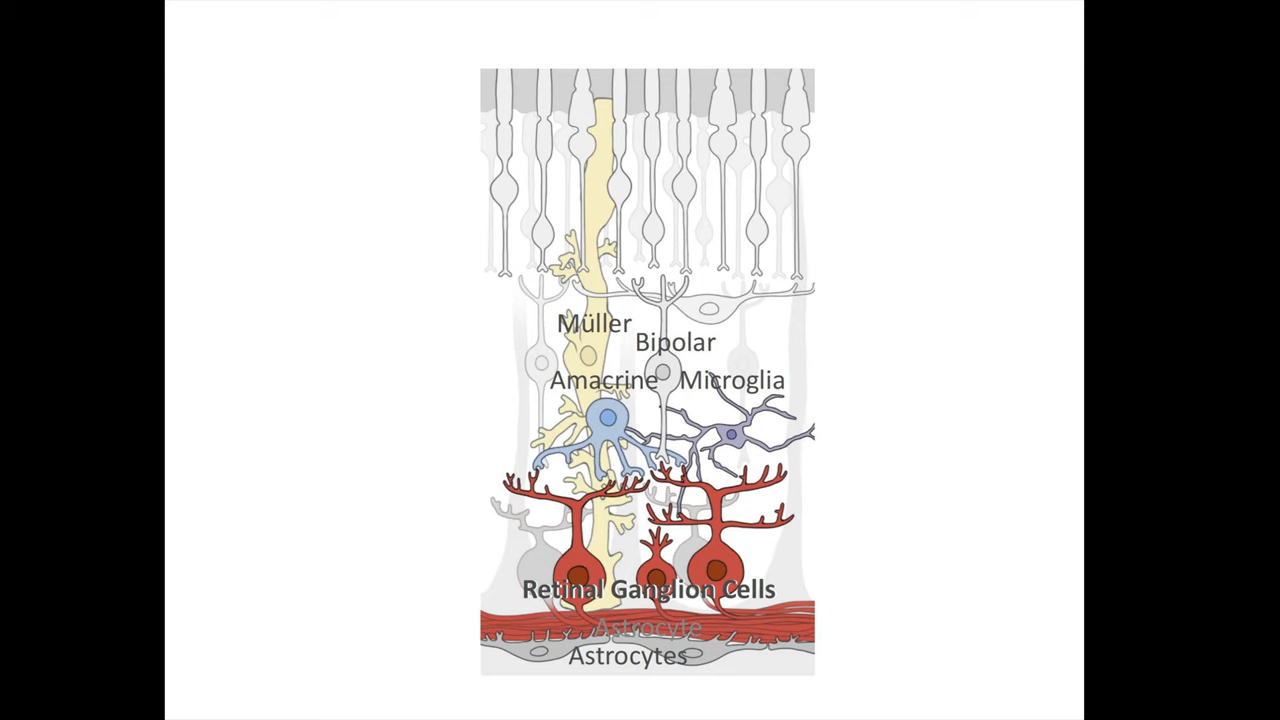 Müller
Bipolar
Amacrine
Microglia
Retinal Ganglion Cells
Astrocyte
Astrocytes